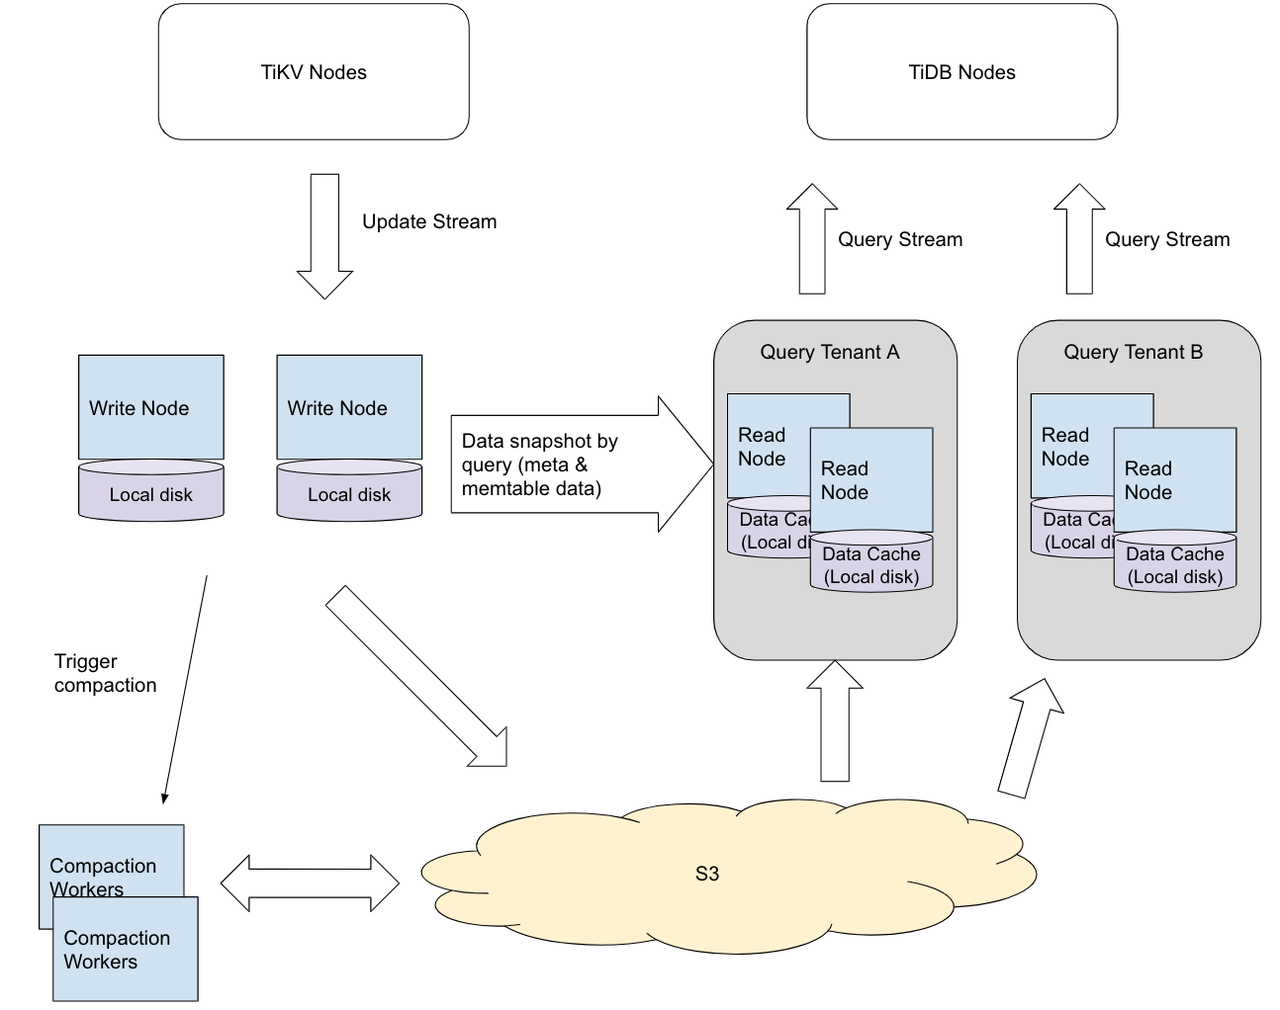 TiKV Nodes
TiDB Nodes
Update Stream
Query Stream
Query Stream
Write Node
Local disk
Write Node
Local disk
Data snapshot by
query (meta &
memtable data)
Query Tenant A
Read
Node
Data Cac
(Local di
Read
Node
Data Cache
(Local disk)
Query Tenant B
Read
Node
Data Cac
(Local di
Read
Node
Data Cache
(Local disk)
Trigger
compaction
Compaction
Workers
Compaction
Workers
S3